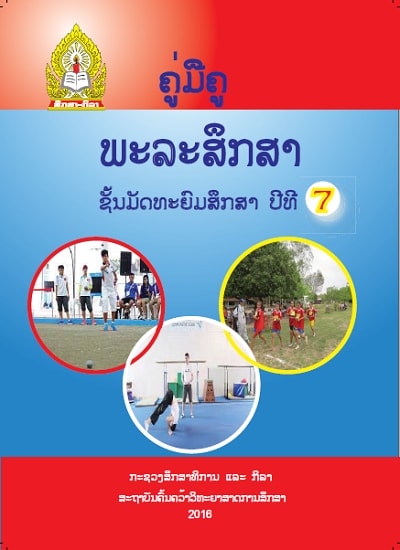 ສຶກສາ-ກິລາ
ຄູ່ມືຄູ
ພະລະສຶກສາ
ຊັ້ນມັດທະຍົມສຶກສາ ປີທີ 7
ກະຊວງສຶກສາທິການ ແລະ ກິລາ
ສະຖາບັນຄົ້ນຄວ້າວິທະຍາສາດການສຶກສາ
2016